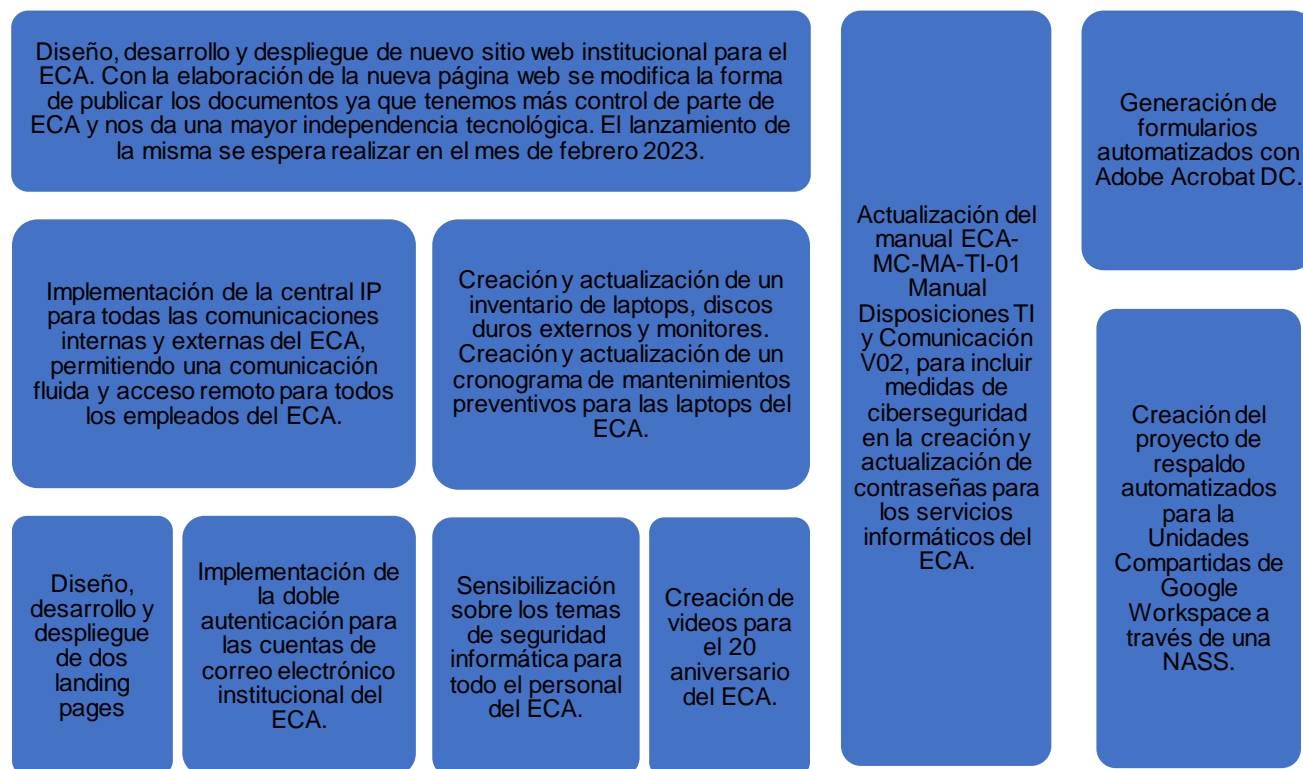 Diseño, desarrollo y despliegue de nuevo sitio web institucional para el
ECA. Con la elaboración de la nueva página web se modifica la forma
de publicar los documentos ya que tenemos más control de parte de
ECA y nos da una mayor independencia tecnológica. El lanzamiento de
la misma se espera realizar en el mes de febrero 2023.
Implementación de la central IP
para todas las comunicaciones
internas y externas del ECA,
permitiendo una comunicación
fluida y acceso remoto para todos
los empleados del ECA.
Creación y actualización de un
inventario de laptops, discos
duros externos y monitores.
Creación y actualización de un
cronograma de mantenimientos
preventivos para las laptops del
ECA.
Diseño,
desarrollo y
despliegue
de dos
landing
pages
Implementación de
la doble
autenticación para
las cuentas de
correo electrónico
institucional del
ECA.
Sensibilización
sobre los temas
de seguridad
informática para
todo el personal
del ECA.
Creación de
videos para
el 20
aniversario
del ECA.
Actualización del
manual ECA-
MC-MA-TI-01
Manual
Disposiciones TI
y Comunicación
V02, para incluir
medidas de
ciberseguridad
en la creación y
actualización de
contraseñas para
los servicios
informáticos del
ECA.
Generación de
formularios
automatizados con
Adobe Acrobat DC.
Creación del
proyecto de
respaldo
automatizados
para la
Unidades
Compartidas de
Google
Workspace a
través de una
NASS.